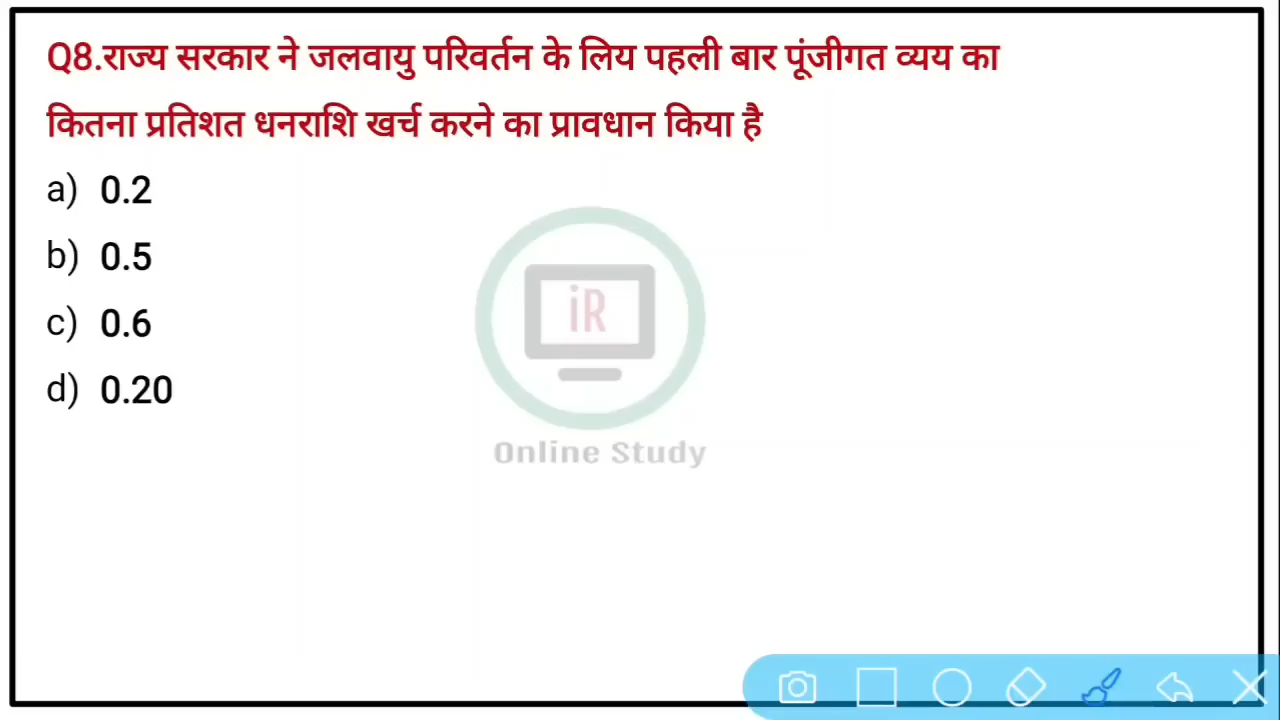 Q8.राज्य सरकार ने जलवायु परिवर्तन के लिय पहली बार पूंजीगत व्यय का
कितना प्रतिशत धनराशि खर्च करने का प्रावधान किया है
a) 0.2
b) 0.5
c) 0.6
d) 0.20
iR
Online Study